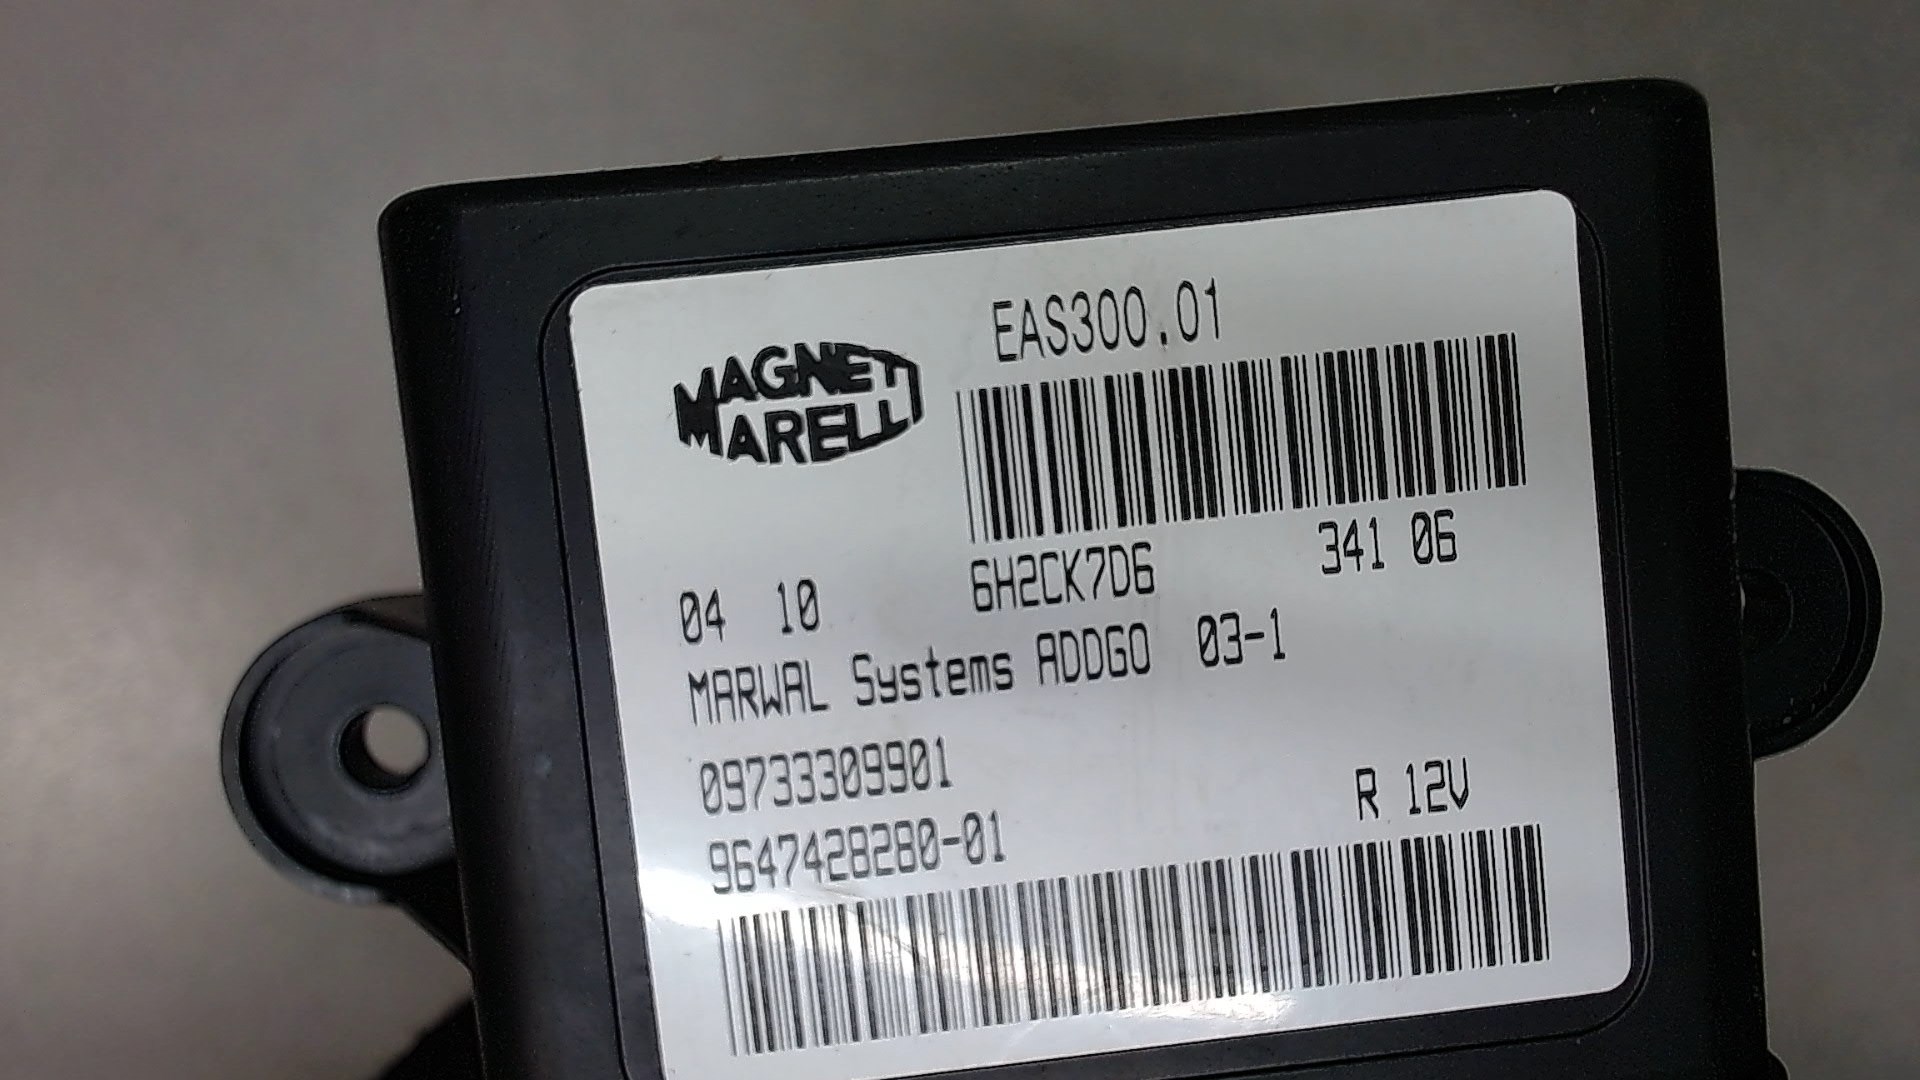 EAS300.01
MAGNETI
MARELLI
6H2CK7D6 341 06
04 10
MARWAL Systems ADDGO 03-1
09733309901
R 12V
9647428280-01